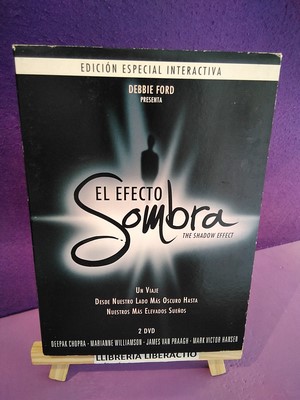 EDICIÓN ESPECIAL INTERACTIVA
DEBBIE FORD
PRESENTA
EL EFECTO
Sombra
THE SHADOW EFFECT
UN VIAJE
DESDE NUESTRO LADO MÁS OSCURO HASTA
NUESTROS MÁS ELEVADOS SUEÑOS
2 DVD
DEEPAK CHOPRA - MARIANNE WILLIAMSON - JAMES VAN PRAAGH - MARK VICTOR HANSEN
LLIBRERIA LIBERACTIO